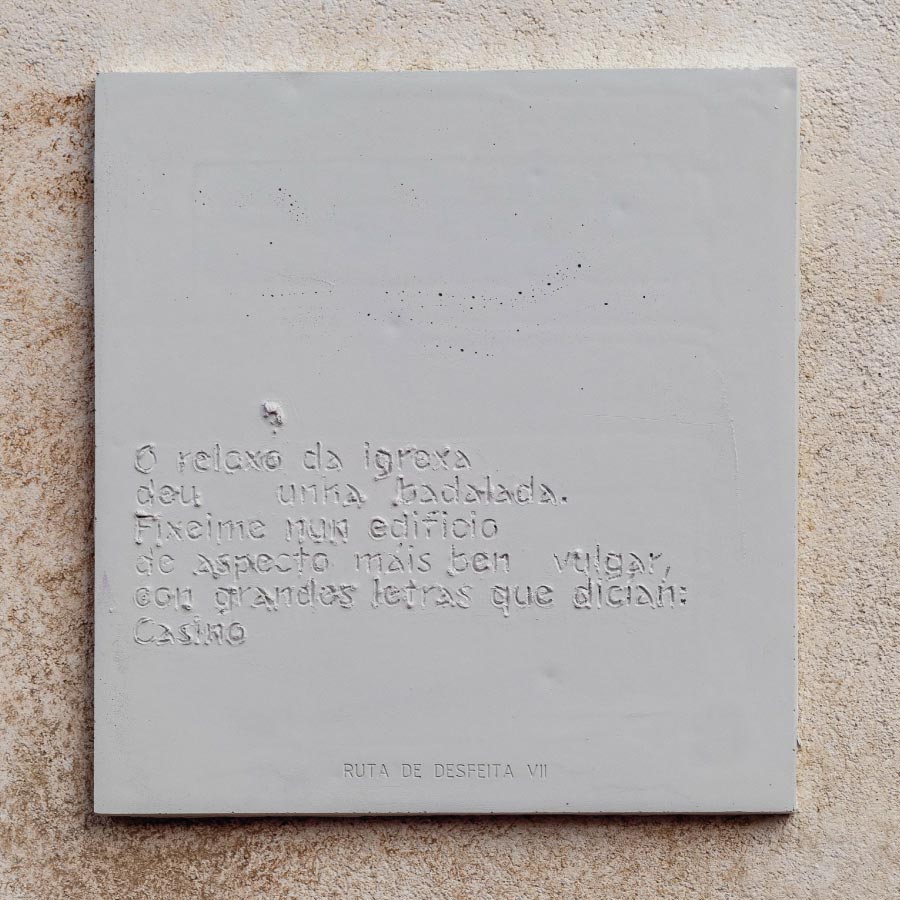 O reloxo da igrexa
deu unha badalada.
Fixeime nun edificio
de aspecto máis ben vulgar,
con grandes letras que dicían:
Casino
RUTA DE DESFEITA VII